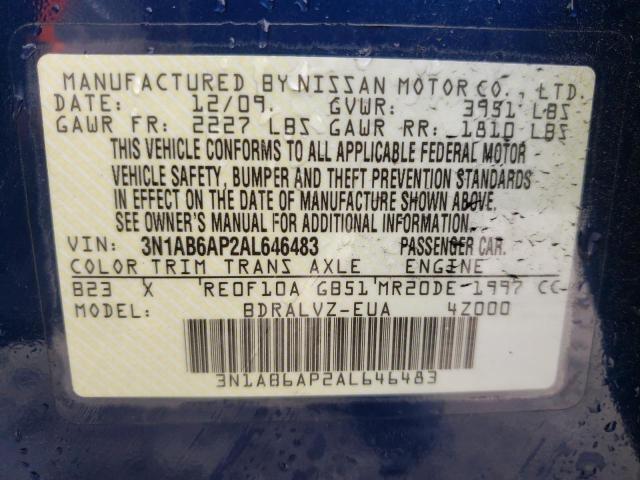 MANUFACTURED BY NISSAN MOTOR CO., LTD.
DATE: 12/09. GVWR: 3951 LBS
GAWR FR: 2227 LBS GAWR RR: 1810 LBS
THIS VEHICLE CONFORMS TO ALL APPLICABLE FEDERAL MOTOR
VEHICLE SAFETY, BUMPER AND THEFT PREVENTION STANDARDS
IN EFFECT ON THE DATE OF MANUFACTURE SHOWN ABOVE.
SEE OWNER'S MANUAL FOR ADDITIONAL INFORMATION.
VIN: 3N1AB6AP2AL646483 PASSENGER CAR.
COLOR TRIM TRANS AXLE ENGINE
B23 X RE0F10A GB51 MR20DE-1997 CC
MODEL: BDRALVZ-EUA 4Z000
3N1AB6AP2AL646483